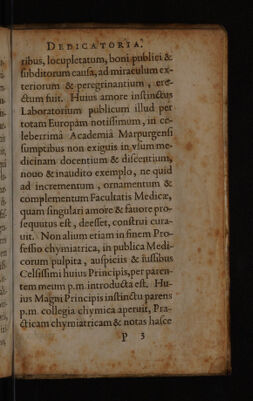 DEDICATORIA.
ribus, locupletatum, boni publici &
subditorum causa, ad miraculum ex-
teriorum & peregrinantium, ere-
ctum fuit. Huius amore instinctus
Laboratorium publicum illud per
totam Europam notissimum, in ce-
leberrima Academia Marpurgensi
sumptibus non exiguis in vsum me-
dicinam docentium & discentium,
nouo & inaudito exemplo, ne quid
ad incrementum, ornamentum &
complementum Facultatis Medicæ,
quam singulari amore & fauore pro-
sequutus est, deesset, construi cura-
uit. Non alium etiam in finem Pro-
fessio chymiatrica, in publica Medi-
corum pulpita, auspiciis & iussibus
Celsissimi huius Principis, per paren-
tem meum p.m. introducta est. Hu-
ius Magni Principis instinctu parens
p.m. collegia chymica aperuit, Pra-
cticam chymiatricam & notas hasce
P 3